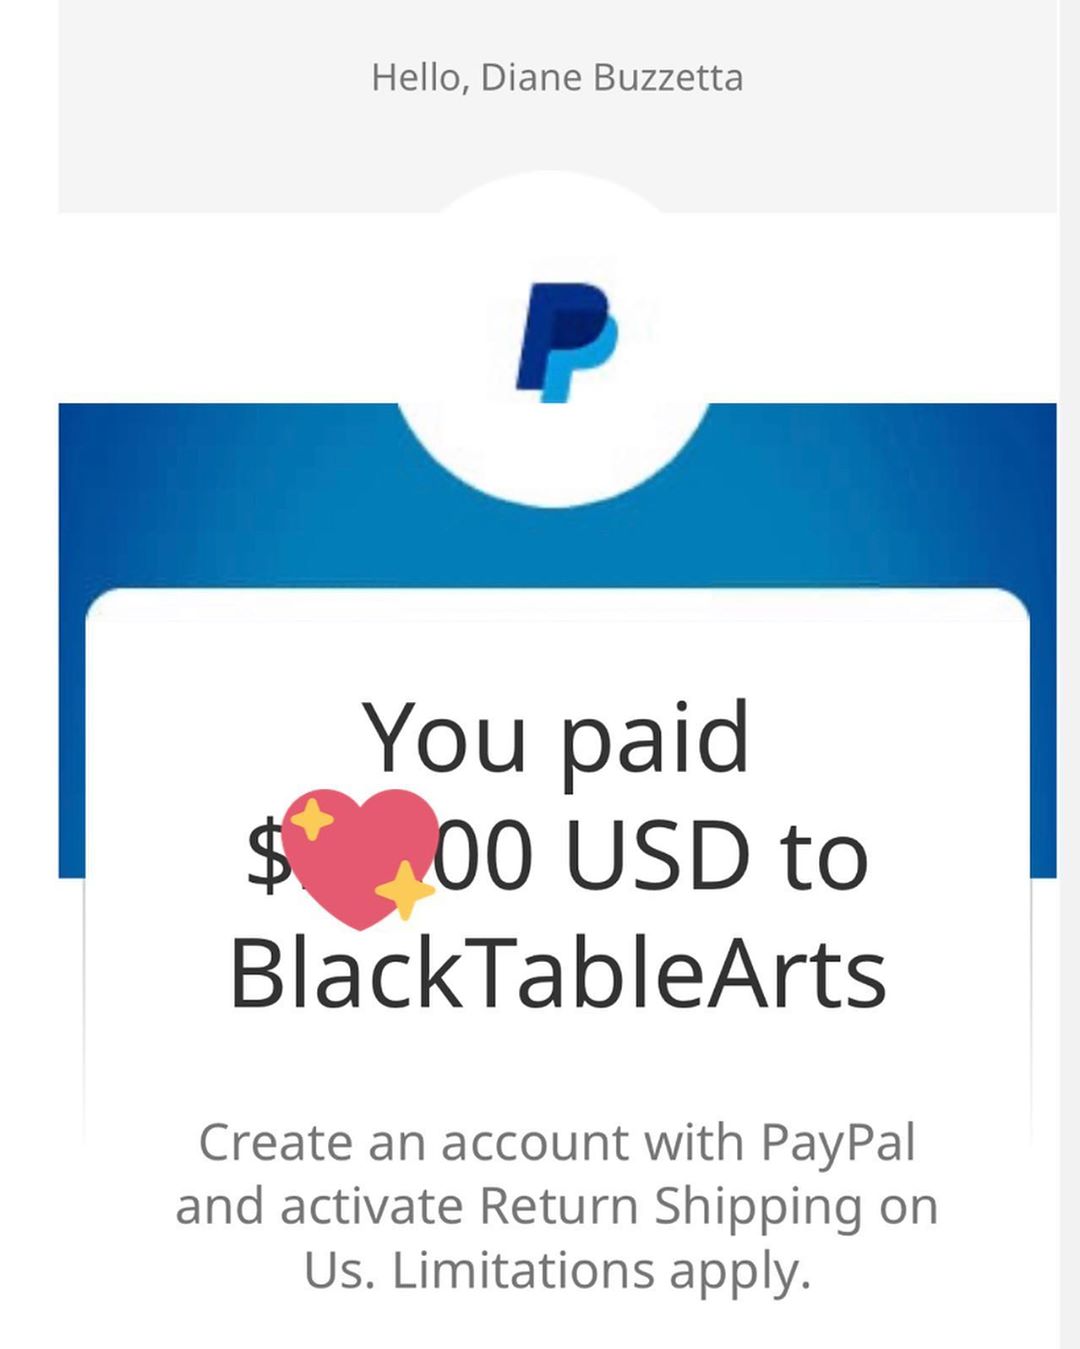 Hello, Diane Buzzetta
You paid
$ 00 USD to
BlackTableArts
Create an account with PayPal
and activate Return Shipping on
Us. Limitations apply.